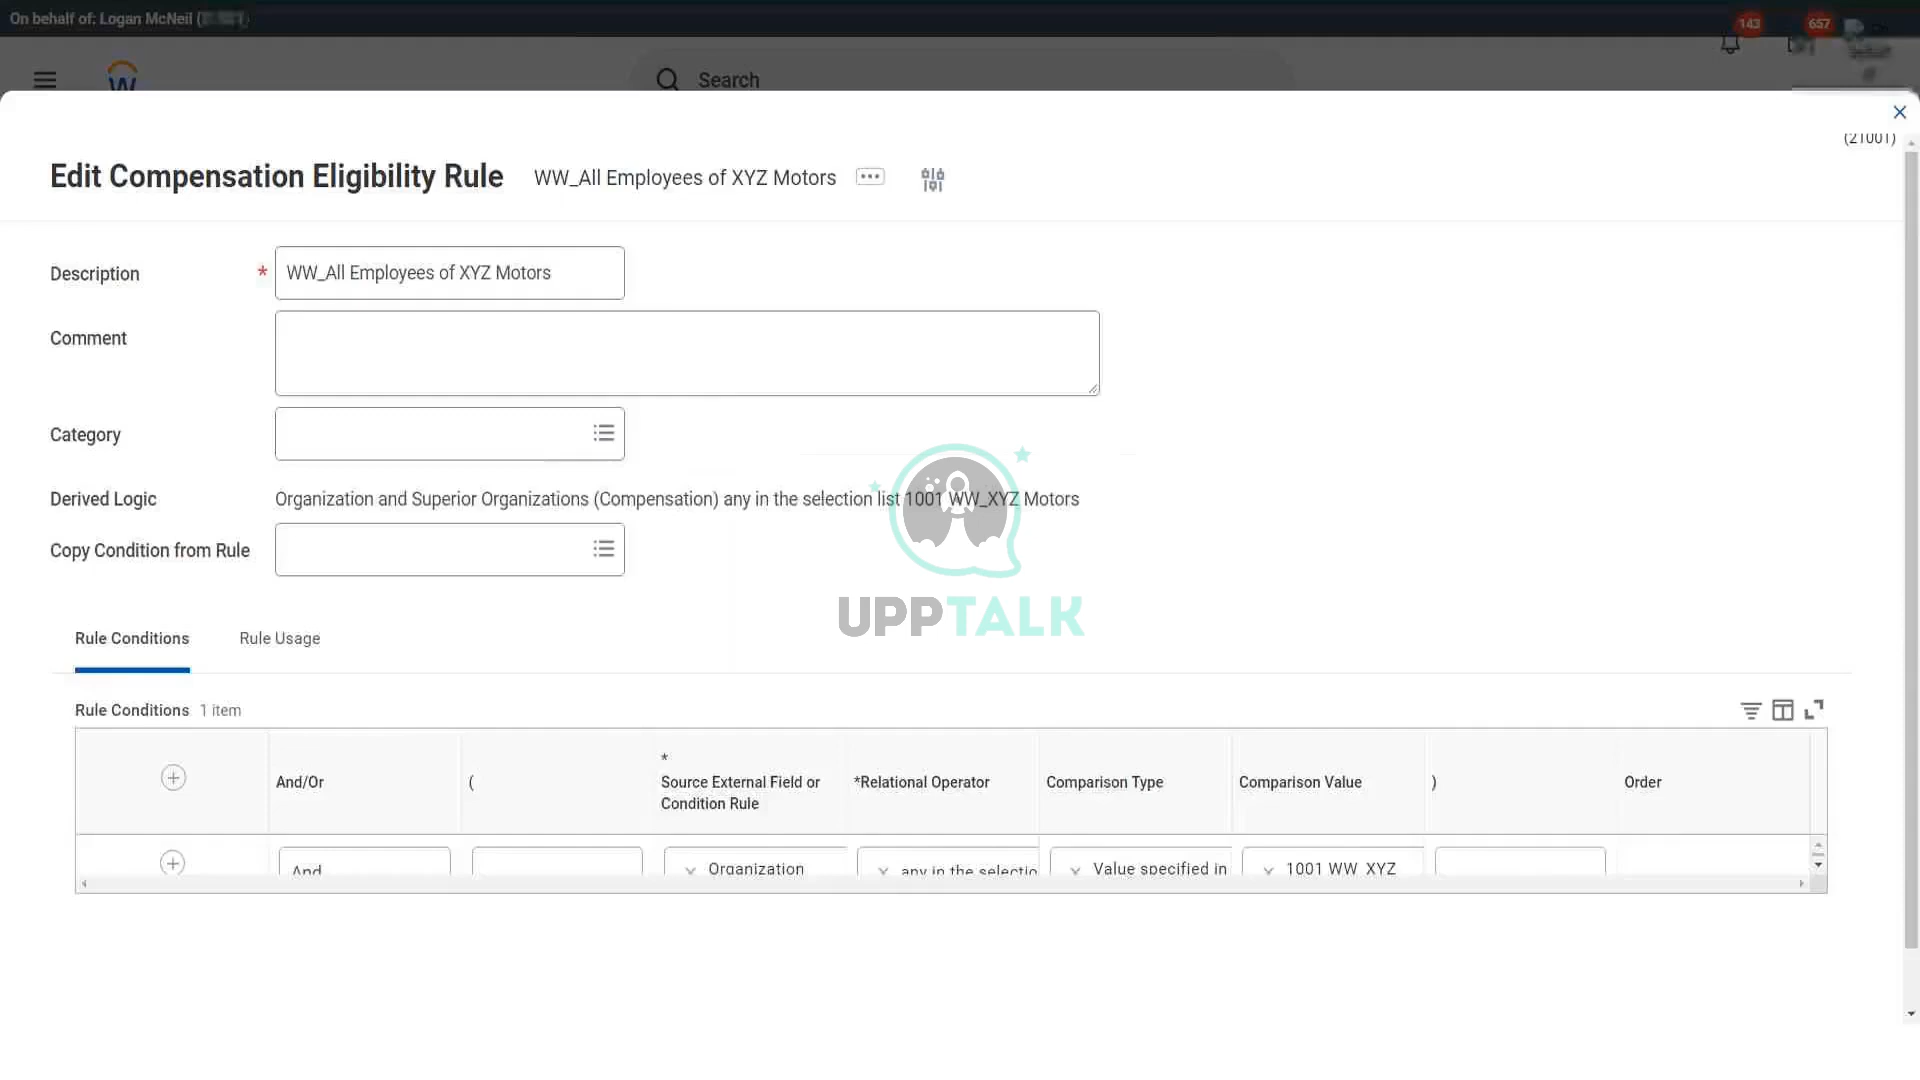 On behalf of: Logan McNeil (
143
657
W
Search
(21001)
Edit Compensation Eligibility Rule WW_All Employees of XYZ Motors
Description * WW_All Employees of XYZ Motors
Comment
Category
Derived Logic Organization and Superior Organizations (Compensation) any in the selection list 1001 WW_XYZ Motors
Copy Condition from Rule
UPPTALK
Rule Conditions Rule Usage
Rule Conditions 1 item
And/Or ( * Source External Field or Condition Rule *Relational Operator Comparison Type Comparison Value ) Order
And Organization any in the selectio Value specified in 1001 WW_XYZ